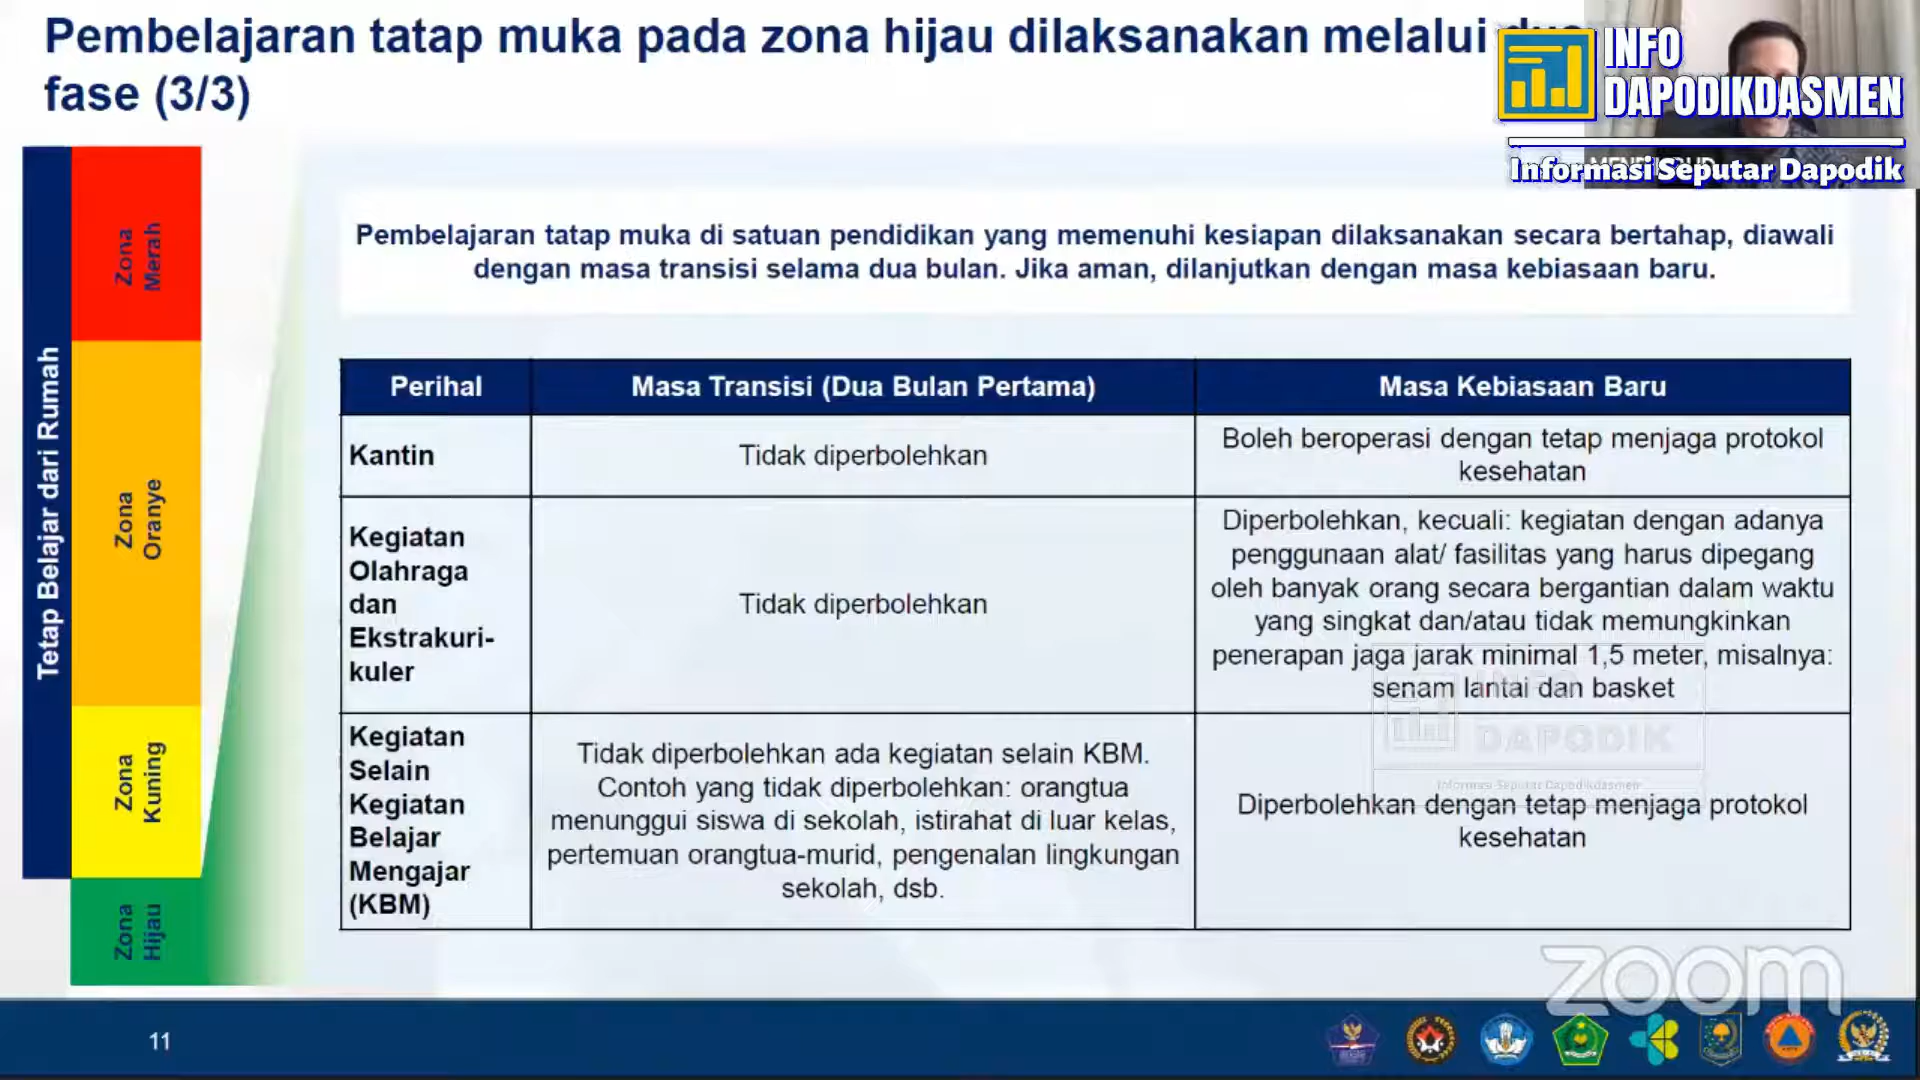 Pembelajaran tatap muka pada zona hijau dilaksanakan melalui
fase (3/3)
INFO
DAPODIKDASMEN
Informasi Seputar Dapodik
Tetap Belajar dari Rumah
Zona
Merah
Zona
Oranye
Zona
Kuning
Zona
Hijau
Pembelajaran tatap muka di satuan pendidikan yang memenuhi kesiapan dilaksanakan secara bertahap, diawali
dengan masa transisi selama dua bulan. Jika aman, dilanjutkan dengan masa kebiasaan baru.
Perihal
Masa Transisi (Dua Bulan Pertama)
Masa Kebiasaan Baru
Kantin
Tidak diperbolehkan
Boleh beroperasi dengan tetap menjaga protokol
kesehatan
Kegiatan
Olahraga
dan
Ekstrakuri-
kuler
Tidak diperbolehkan
Diperbolehkan, kecuali: kegiatan dengan adanya
penggunaan alat/ fasilitas yang harus dipegang
oleh banyak orang secara bergantian dalam waktu
yang singkat dan/atau tidak memungkinkan
penerapan jaga jarak minimal 1,5 meter, misalnya:
senam lantai dan basket
Kegiatan
Selain
Kegiatan
Belajar
Mengajar
(KBM)
Tidak diperbolehkan ada kegiatan selain KBM.
Contoh yang tidak diperbolehkan: orangtua
menunggui siswa di sekolah, istirahat di luar kelas,
pertemuan orangtua-murid, pengenalan lingkungan
sekolah, dsb.
Diperbolehkan dengan tetap menjaga protokol
kesehatan
INFO
DAPODIK
Informasi Seputar Dapodikdasmen
zoom
11